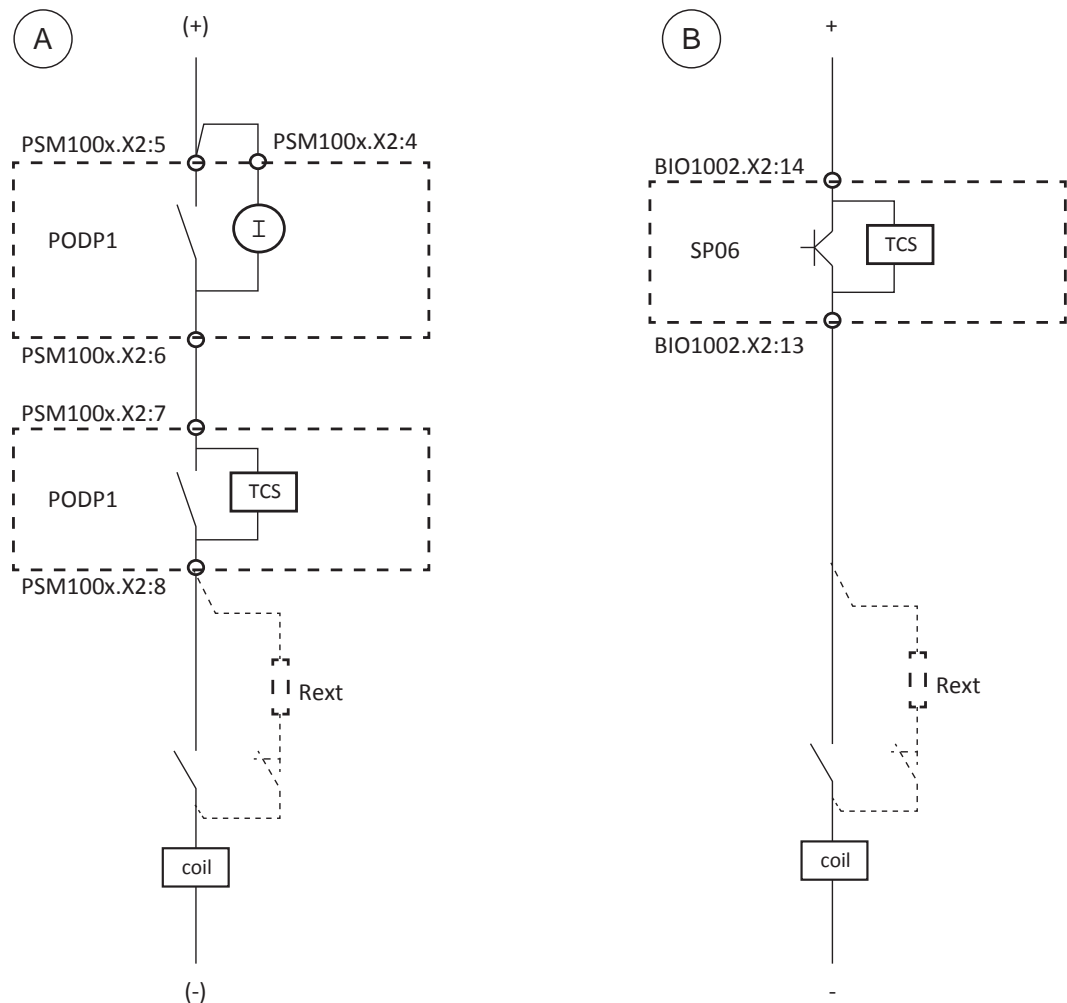 A
(+)
PSM100x.X2:5
PSM100x.X2:4
PODP1
I
PSM100x.X2:6
PSM100x.X2:7
PODP1
TCS
PSM100x.X2:8
Rext
coil
(-)
B
+
BIO1002.X2:14
SP06
TCS
BIO1002.X2:13
Rext
coil
-